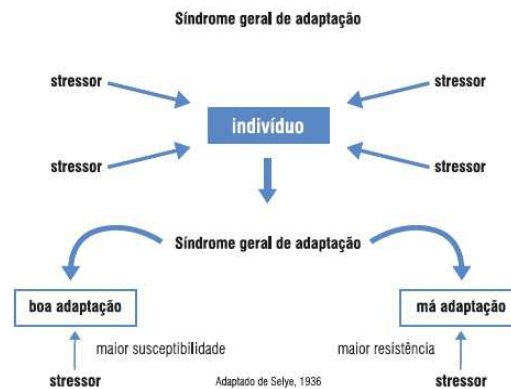 Síndrome geral de adaptação
stressor
stressor
indivíduo
stressor
stressor
Síndrome geral de adaptação
boa adaptação
má adaptação
maior susceptibilidade
maior resistência
stressor
Adaptado de Selye, 1936
stressor